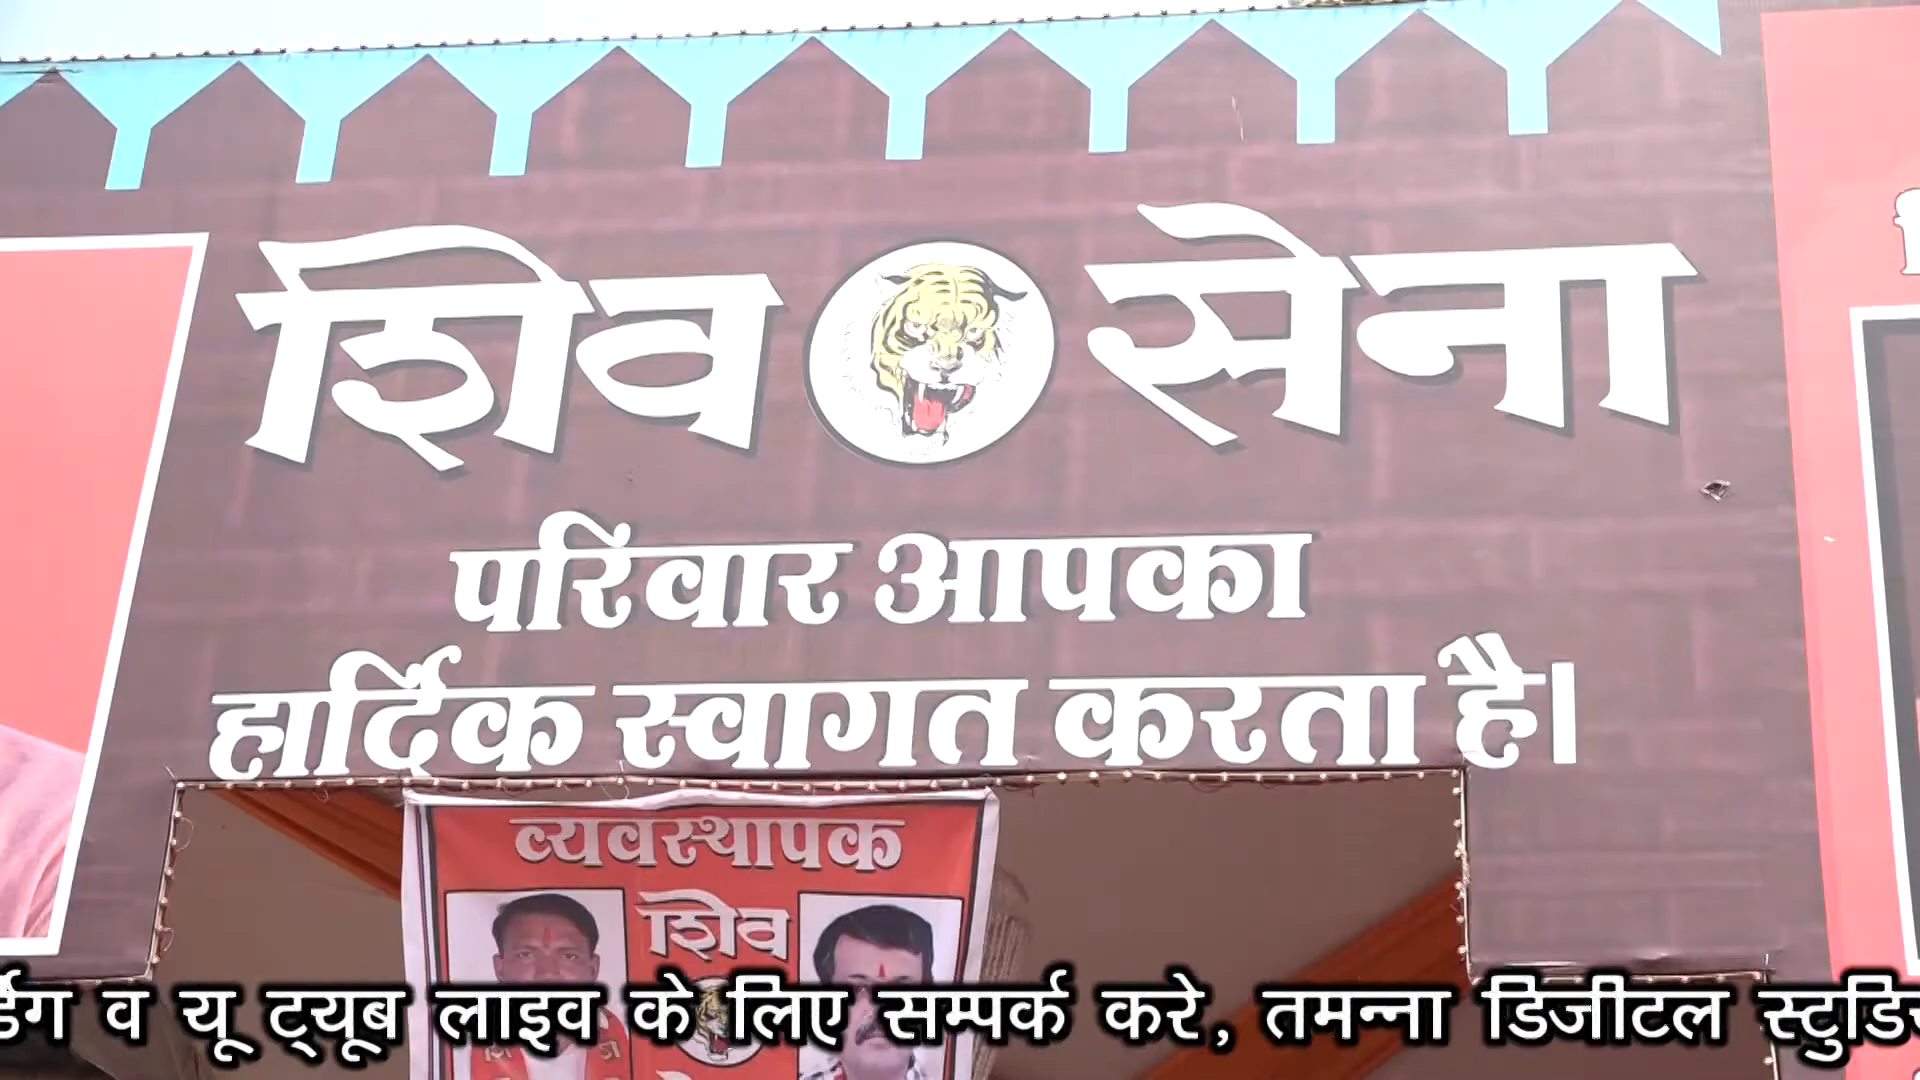 शिव सेना
परिवार आपका
हार्दिक स्वागत करता है।
व्यवस्थापक
शिव
व यू ट्यूब लाइव के लिए सम्पर्क करे, तमन्ना डिजीटल